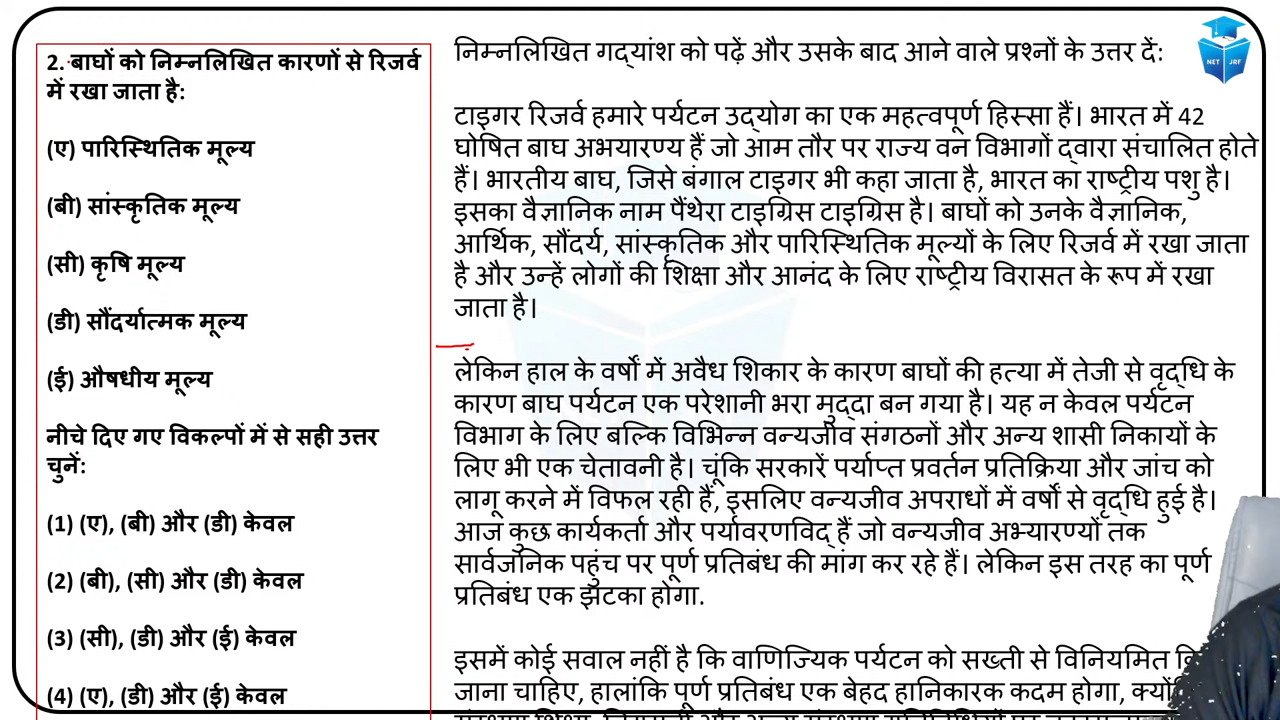 2. बाघों को निम्नलिखित कारणों से रिजर्व
में रखा जाता है:
(ए) पारिस्थितिक मूल्य
(बी) सांस्कृतिक मूल्य
(सी) कृषि मूल्य
(डी) सौंदर्यात्मक मूल्य
(ई) औषधीय मूल्य
नीचे दिए गए विकल्पों में से सही उत्तर
चुनें:
(1) (ए), (बी) और (डी) केवल
(2) (बी), (सी) और (डी) केवल
(3) (सी), (डी) और (ई) केवल
(4) (ए), (डी) और (ई) केवल
निम्नलिखित गद्यांश को पढ़ें और उसके बाद आने वाले प्रश्नों के उत्तर दें:
टाइगर रिजर्व हमारे पर्यटन उद्योग का एक महत्वपूर्ण हिस्सा हैं। भारत में 42
घोषित बाघ अभयारण्य हैं जो आम तौर पर राज्य वन विभागों द्वारा संचालित होते
हैं। भारतीय बाघ, जिसे बंगाल टाइगर भी कहा जाता है, भारत का राष्ट्रीय पशु है।
इसका वैज्ञानिक नाम पैंथेरा टाइग्रिस टाइग्रिस है। बाघों को उनके वैज्ञानिक,
आर्थिक, सौंदर्य, सांस्कृतिक और पारिस्थितिक मूल्यों के लिए रिजर्व में रखा जाता
है और उन्हें लोगों की शिक्षा और आनंद के लिए राष्ट्रीय विरासत के रूप में रखा
जाता है।
लेकिन हाल के वर्षों में अवैध शिकार के कारण बाघों की हत्या में तेजी से वृद्धि के
कारण बाघ पर्यटन एक परेशानी भरा मुद्दा बन गया है। यह न केवल पर्यटन
विभाग के लिए बल्कि विभिन्न वन्यजीव संगठनों और अन्य शासी निकायों के
लिए भी एक चेतावनी है। चूंकि सरकारें पर्याप्त प्रवर्तन प्रतिक्रिया और जांच को
लागू करने में विफल रही हैं, इसलिए वन्यजीव अपराधों में वर्षों से वृद्धि हुई है।
आज कुछ कार्यकर्ता और पर्यावरणविद् हैं जो वन्यजीव अभ्यारण्यों तक
सार्वजनिक पहुंच पर पूर्ण प्रतिबंध की मांग कर रहे हैं। लेकिन इस तरह का पूर्ण
प्रतिबंध एक झटका होगा.
इसमें कोई सवाल नहीं है कि वाणिज्यिक पर्यटन को सख्ती से विनियमित
जाना चाहिए, हालांकि पूर्ण प्रतिबंध एक बेहद हानिकारक कदम होगा,
NET JRF